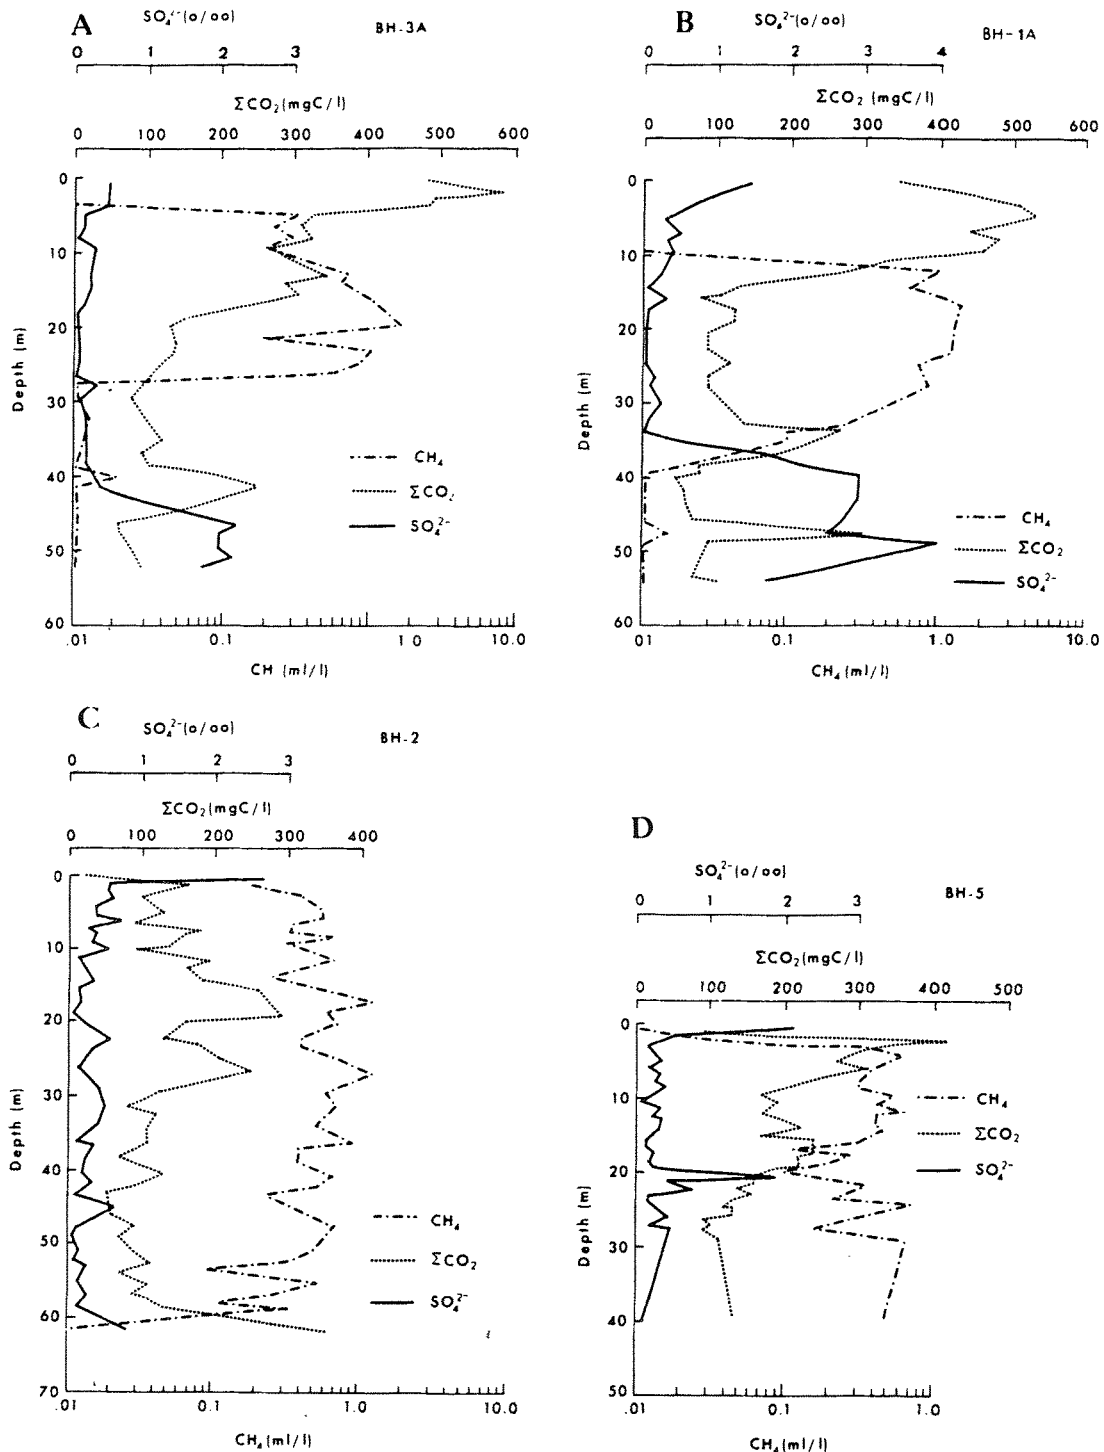 A
SO₄²⁻(o/oo)
BH-3A
0 1 2 3
ΣCO₂(mgC/l)
0 100 200 300 400 500 600
0
10
20
30
40
50
60
Depth (m)
CH₄
ΣCO₂
SO₄²⁻
.01 0.1 1.0 10.0
CH (ml/l)
B
SO₄²⁻(o/oo)
BH-1A
0 1 2 3 4
ΣCO₂ (mgC/l)
0 100 200 300 400 500 600
0
10
20
30
40
50
60
Depth (m)
CH₄
ΣCO₂
SO₄²⁻
.01 0.1 1.0 10.0
CH₄(ml/l)
C
SO₄²⁻(o/oo)
BH-2
0 1 2 3
ΣCO₂(mgC/l)
0 100 200 300 400
0
10
20
30
40
50
60
70
Depth (m)
CH₄
ΣCO₂
SO₄²⁻
.01 0.1 1.0
CH₄(ml/l)
D
SO₄²⁻(o/oo)
BH-5
0 1 2 3
ΣCO₂(mgC/l)
0 100 200 300 400 500
0
10
20
30
40
50
Depth (m)
CH₄
ΣCO₂
SO₄²⁻
.01 0.1 1.0
CH₄(ml/l)